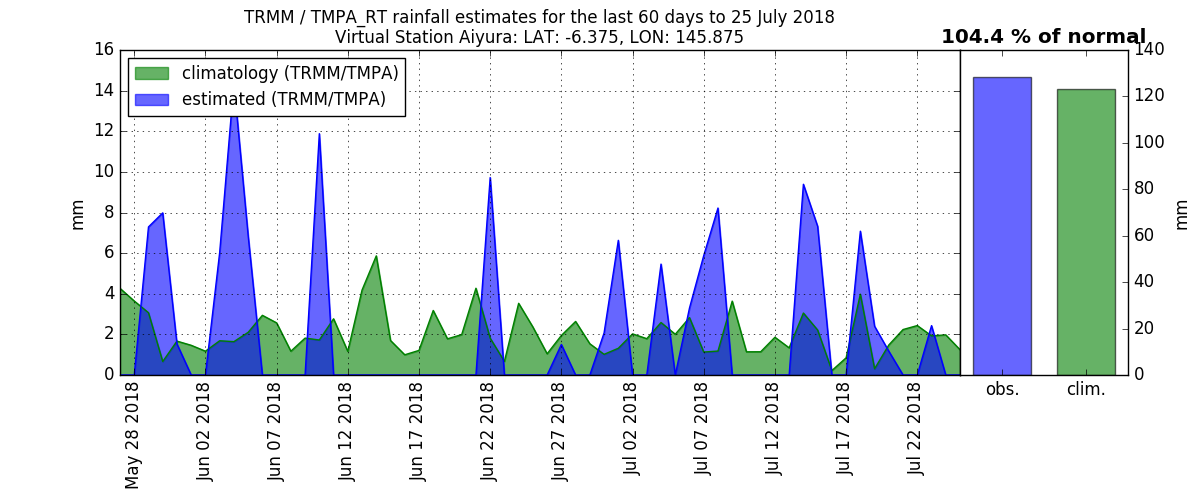 TRMM / TMPA_RT rainfall estimates for the last 60 days to 25 July 2018
Virtual Station Aiyura: LAT: -6.375, LON: 145.875
104.4 % of normal
climatology (TRMM/TMPA)
estimated (TRMM/TMPA)
mm
16
14
12
10
8
6
4
2
0
May 28 2018
Jun 02 2018
Jun 07 2018
Jun 12 2018
Jun 17 2018
Jun 22 2018
Jun 27 2018
Jul 02 2018
Jul 07 2018
Jul 12 2018
Jul 17 2018
Jul 22 2018
obs.
clim.
140
120
100
80
60
40
20
0
mm